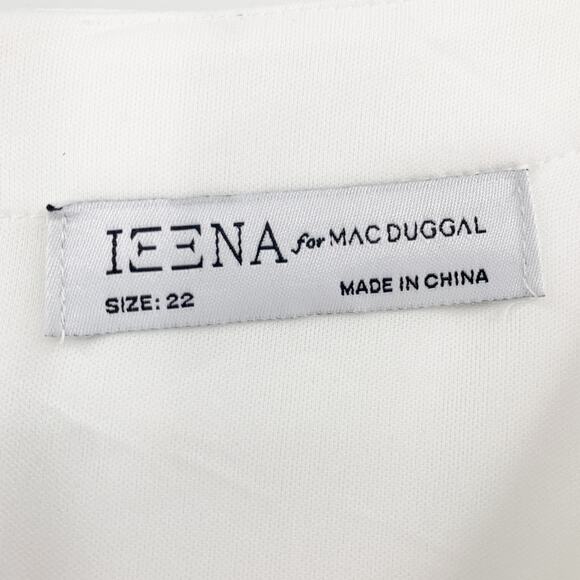 IEENA for MAC DUGGAL
SIZE: 22 MADE IN CHINA